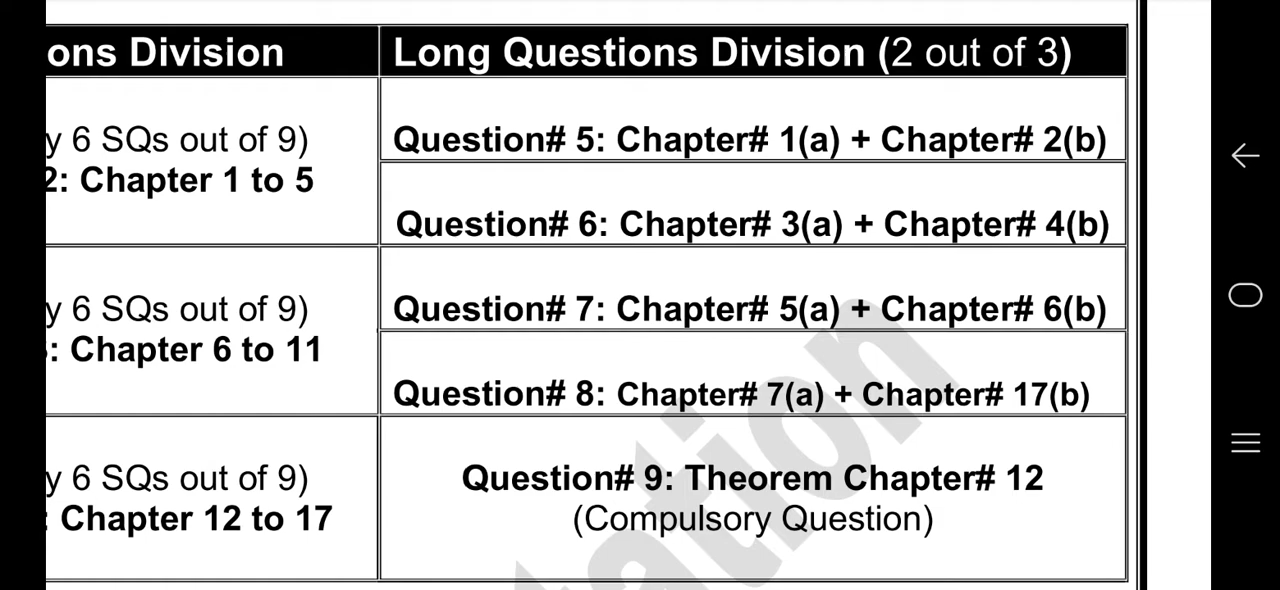 ons Division
Long Questions Division (2 out of 3)
y 6 SQs out of 9)
2: Chapter 1 to 5
Question# 5: Chapter# 1(a) + Chapter# 2(b)
Question# 6: Chapter# 3(a) + Chapter# 4(b)
y 6 SQs out of 9)
: Chapter 6 to 11
Question# 7: Chapter# 5(a) + Chapter# 6(b)
Question# 8: Chapter# 7(a) + Chapter# 17(b)
y 6 SQs out of 9)
: Chapter 12 to 17
Question# 9: Theorem Chapter# 12
(Compulsory Question)
tation